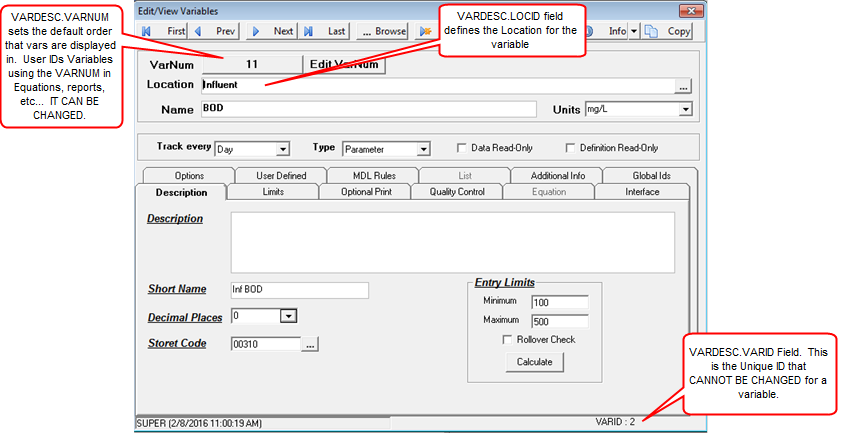 Edit/View Variables
VARDESC.VARNUM
sets the default order
that vars are displayed
in. User IDs Variables
using the VARNUM in
Equations, reports,
etc... IT CAN BE
CHANGED.
VARDESC.LOCID field
defines the Location for the
variable
First Prev Next Last ... Browse Info Copy
VarNum 11 Edit VarNum
Location Influent ...
Name BOD Units mg/L
Track every Day Type Parameter Data Read-Only Definition Read-Only
Options User Defined MDL Rules List Additional Info Global Ids
Description Limits Optional Print Quality Control Equation Interface
Description
Short Name Inf BOD
Decimal Places 0
Storet Code 00310 ...
Entry Limits
Minimum 100
Maximum 500
Rollover Check
Calculate
VARDESC.VARID Field. This
is the Unique ID that
CANNOT BE CHANGED for a
variable.
SUPER (2/8/2016 11:00:19 AM) VARID : 2